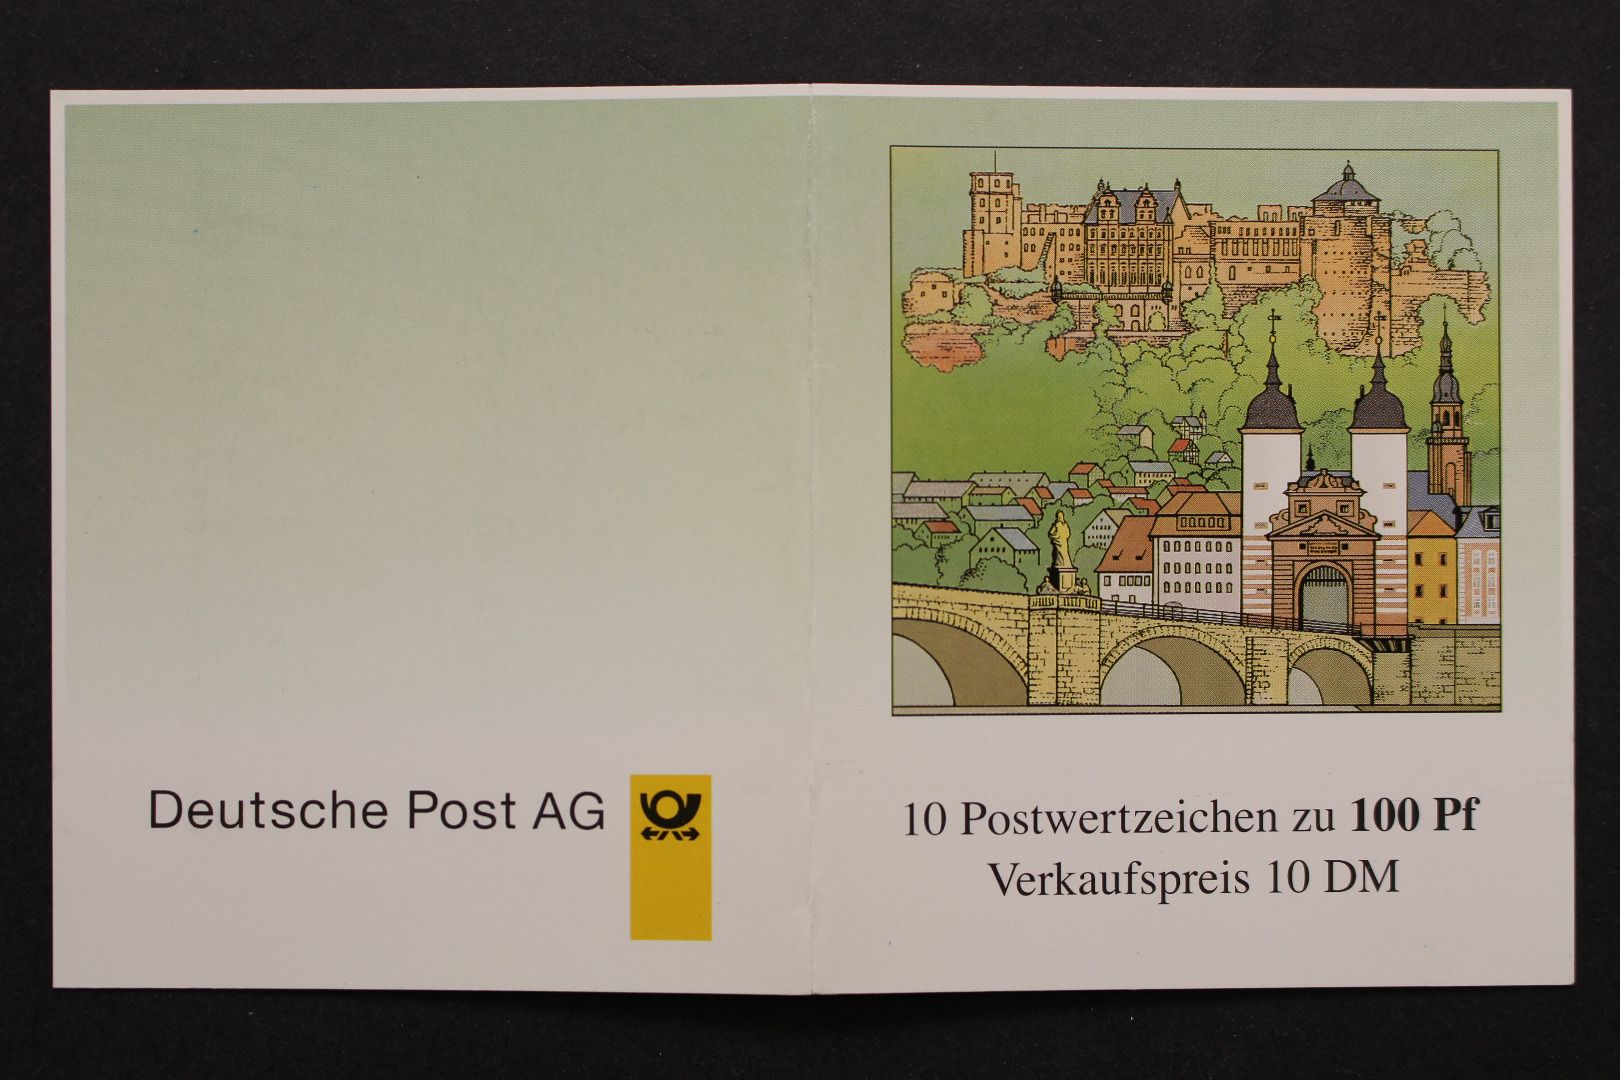 Deutsche Post AG
10 Postwertzeichen zu 100 Pf
Verkaufspreis 10 DM